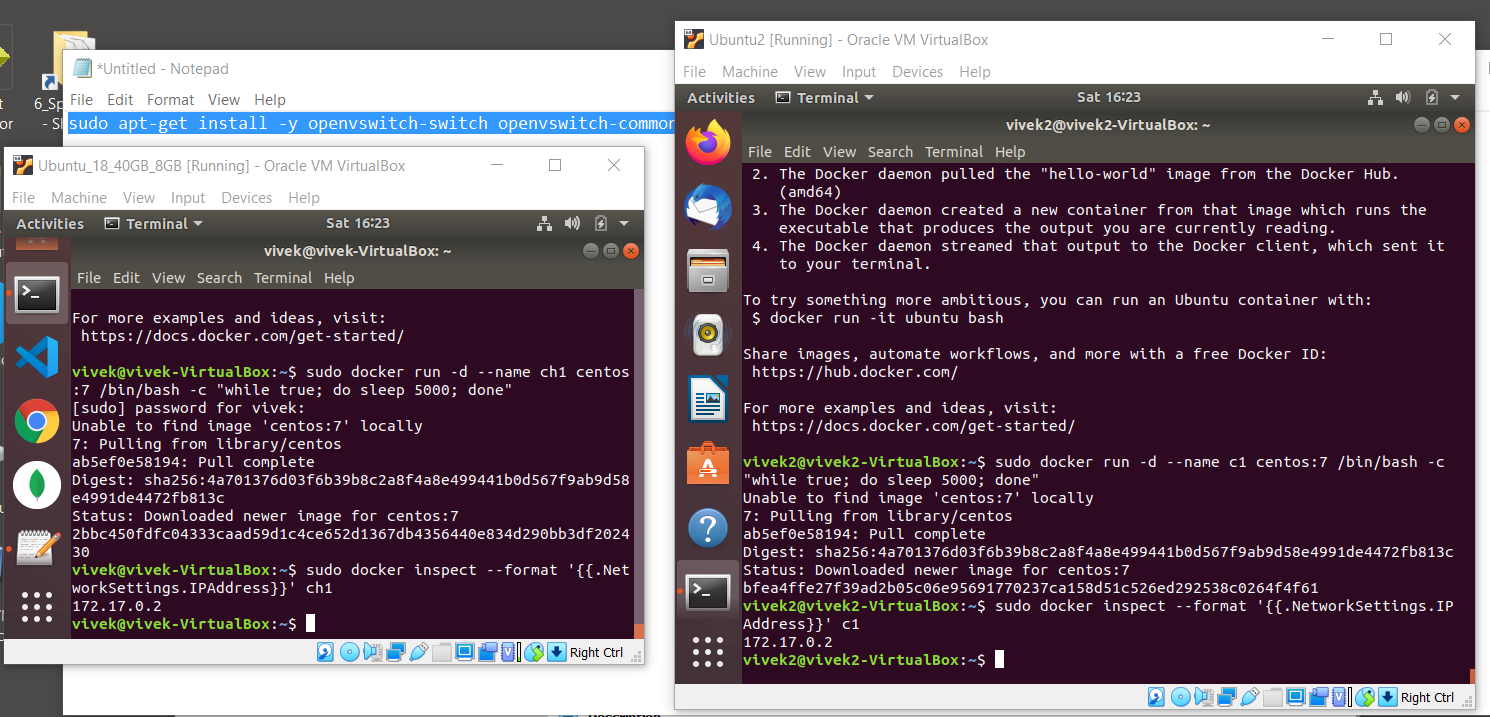 *Untitled - Notepad
File Edit Format View Help
sudo apt-get install -y openvswitch-switch openvswitch-common
6_Sp
- Sh
Ubuntu_18_40GB_8GB [Running] - Oracle VM VirtualBox
File Machine View Input Devices Help
Activities Terminal Sat 16:23
vivek@vivek-VirtualBox: ~
File Edit View Search Terminal Help
For more examples and ideas, visit:
https://docs.docker.com/get-started/
vivek@vivek-VirtualBox:~$ sudo docker run -d --name ch1 centos
:7 /bin/bash -c "while true; do sleep 5000; done"
[sudo] password for vivek:
Unable to find image 'centos:7' locally
7: Pulling from library/centos
ab5ef0e58194: Pull complete
Digest: sha256:4a701376d03f6b39b8c2a8f4a8e499441b0d567f9ab9d58
e4991de4472fb813c
Status: Downloaded newer image for centos:7
2bbc450fdfc04333caad59d1c4ce652d1367db4356440e834d290bb3df2024
30
vivek@vivek-VirtualBox:~$ sudo docker inspect --format '{{.Net
workSettings.IPAddress}}' ch1
172.17.0.2
vivek@vivek-VirtualBox:~$
Right Ctrl
Ubuntu2 [Running] - Oracle VM VirtualBox
File Machine View Input Devices Help
Activities Terminal Sat 16:23
vivek2@vivek2-VirtualBox: ~
File Edit View Search Terminal Help
2. The Docker daemon pulled the "hello-world" image from the Docker Hub.
(amd64)
3. The Docker daemon created a new container from that image which runs the
executable that produces the output you are currently reading.
4. The Docker daemon streamed that output to the Docker client, which sent it
to your terminal.
To try something more ambitious, you can run an Ubuntu container with:
$ docker run -it ubuntu bash
Share images, automate workflows, and more with a free Docker ID:
https://hub.docker.com/
For more examples and ideas, visit:
https://docs.docker.com/get-started/
vivek2@vivek2-VirtualBox:~$ sudo docker run -d --name c1 centos:7 /bin/bash -c
"while true; do sleep 5000; done"
Unable to find image 'centos:7' locally
7: Pulling from library/centos
ab5ef0e58194: Pull complete
Digest: sha256:4a701376d03f6b39b8c2a8f4a8e499441b0d567f9ab9d58e4991de4472fb813c
Status: Downloaded newer image for centos:7
bfea4ffe27f39ad2b05c06e95691770237ca158d51c526ed292538c0264f4f61
vivek2@vivek2-VirtualBox:~$ sudo docker inspect --format '{{.NetworkSettings.IP
Address}}' c1
172.17.0.2
vivek2@vivek2-VirtualBox:~$
Right Ctrl